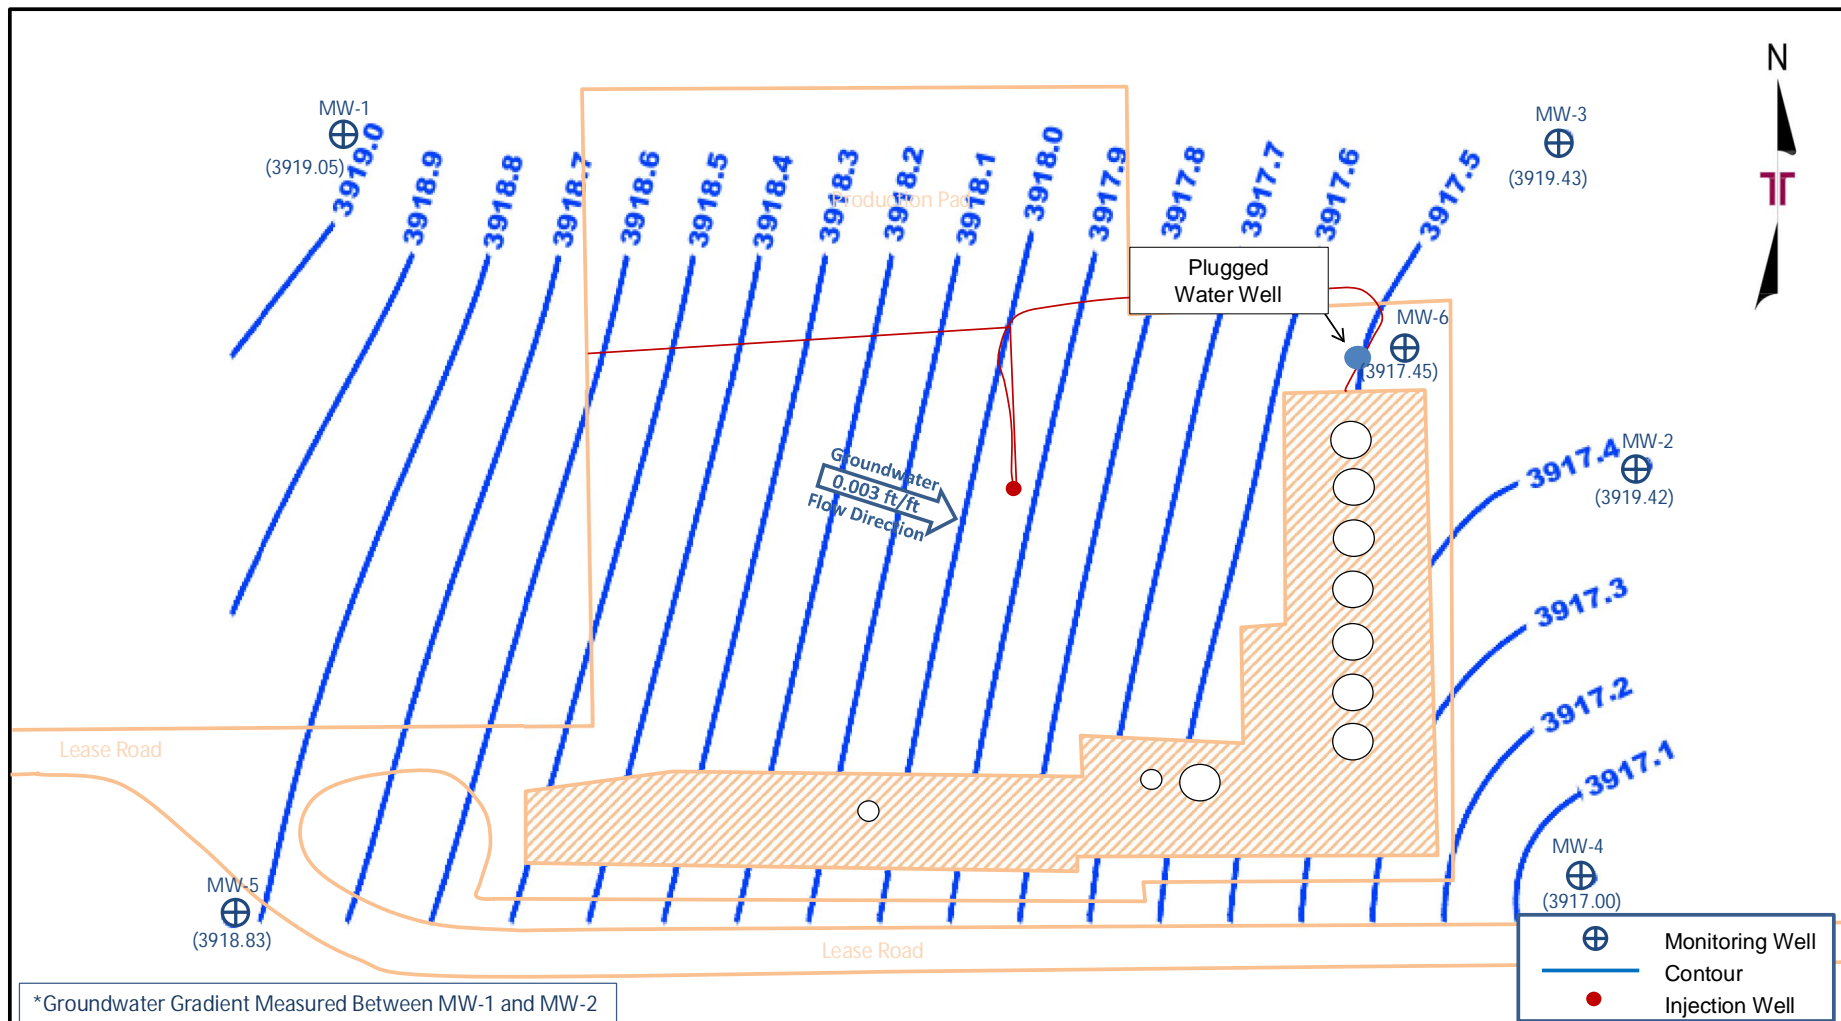 N
MW-1
(3919.05)
MW-3
(3919.43)
3919.0
3918.9
3918.8
3918.7
3918.6
3918.5
3918.4
3918.3
3918.2
3918.1
3918.0
3917.9
3917.8
3917.7
3917.6
3917.5
Production Pad
Plugged
Water Well
MW-6
(3917.45)
MW-2
(3919.42)
3917.4
Groundwater
0.003 ft/ft
Flow Direction
3917.3
3917.2
3917.1
Lease Road
MW-5
(3918.83)
MW-4
(3917.00)
Lease Road
Monitoring Well
Contour
Injection Well
*Groundwater Gradient Measured Between MW-1 and MW-2